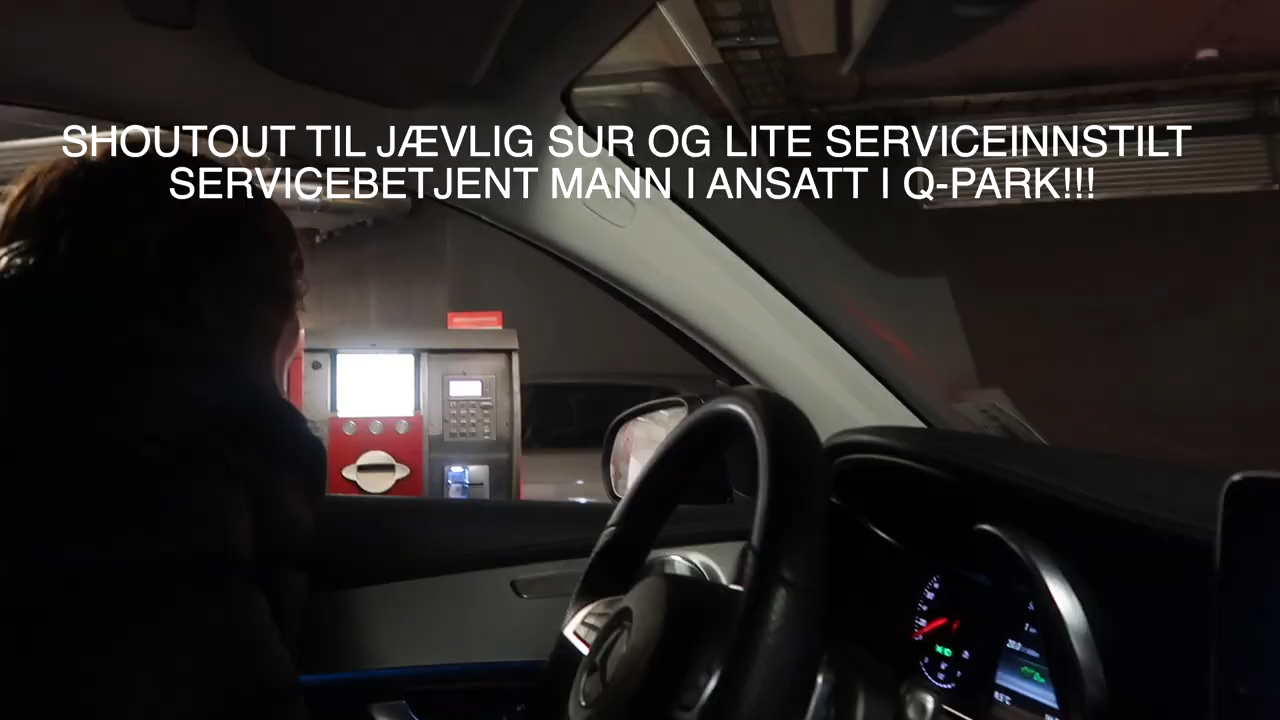 SHOUTOUT TIL JÆVLIG SUR OG LITE SERVICEINNSTILT
SERVICEBETJENT MANN I ANSATT I Q-PARK!!!